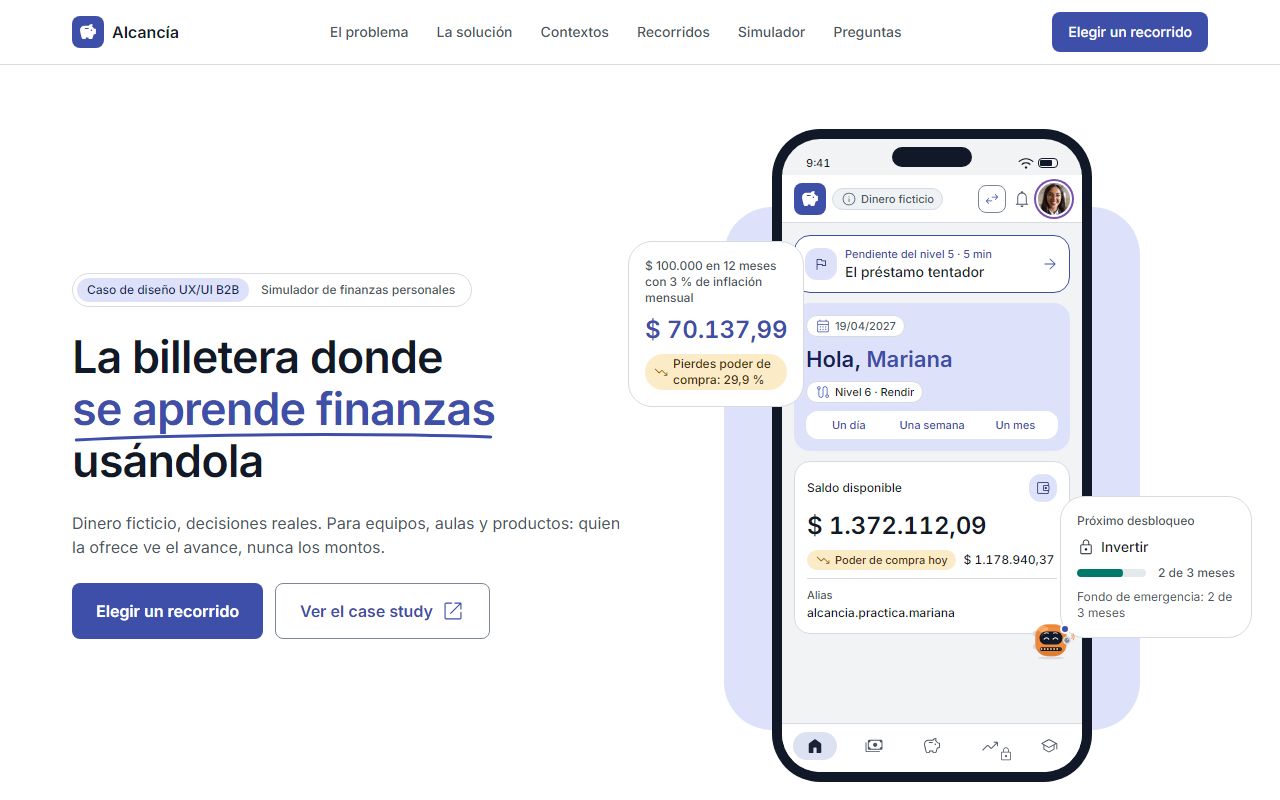 Alcancía
El problema
La solución
Contextos
Recorridos
Simulador
Preguntas
Elegir un recorrido
Caso de diseño UX/UI B2B
Simulador de finanzas personales
La billetera donde
se aprende finanzas
usándola
Dinero ficticio, decisiones reales. Para equipos, aulas y productos: quien
la ofrece ve el avance, nunca los montos.
Elegir un recorrido
Ver el case study
9:41
Dinero ficticio
Pendiente del nivel 5 · 5 min
El préstamo tentador
$ 100.000 en 12 meses
con 3 % de inflación
mensual
$ 70.137,99
Pierdes poder de
compra: 29,9 %
19/04/2027
Hola, Mariana
Nivel 6 · Rendir
Un día
Una semana
Un mes
Saldo disponible
$ 1.372.112,09
Poder de compra hoy
$ 1.178.940,37
Alias
alcancia.practica.mariana
Próximo desbloqueo
Invertir
2 de 3 meses
Fondo de emergencia: 2 de
3 meses